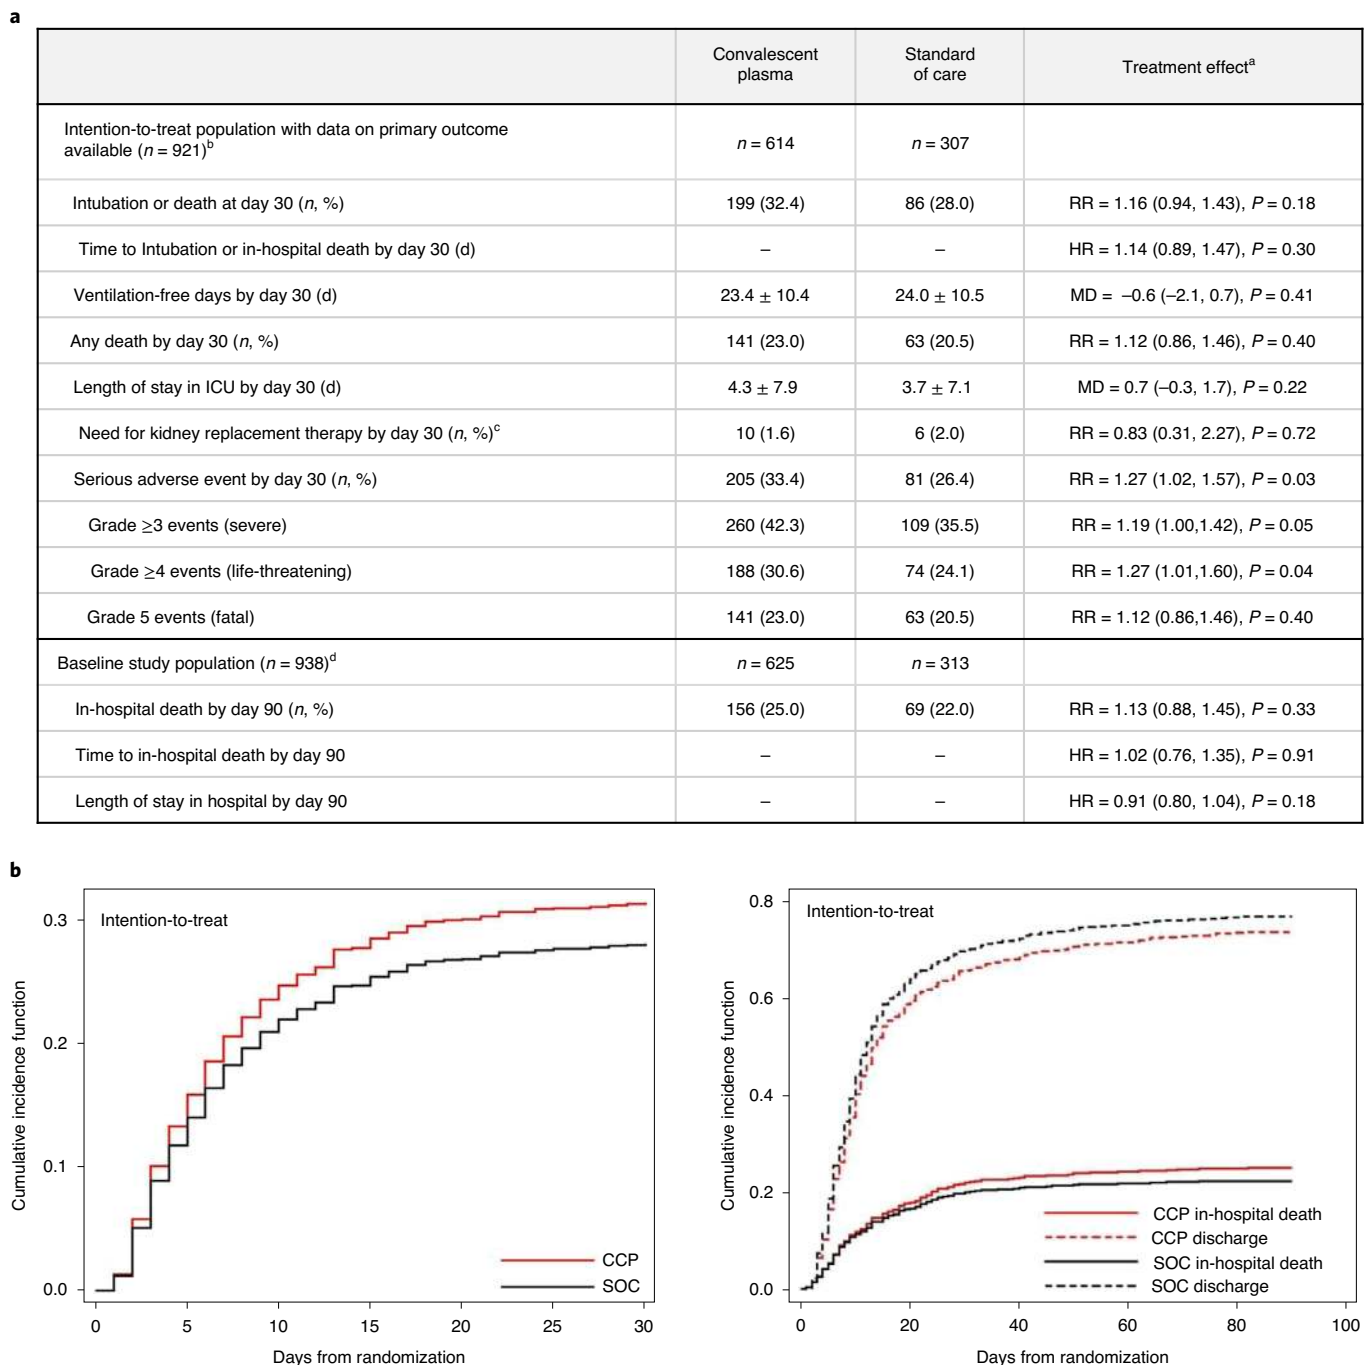 a
Convalescent plasma Standard of care Treatment effectᵃ
Intention-to-treat population with data on primary outcome
available (n = 921)ᵇ n = 614 n = 307
Intubation or death at day 30 (n, %) 199 (32.4) 86 (28.0) RR = 1.16 (0.94, 1.43), P = 0.18
Time to Intubation or in-hospital death by day 30 (d) – – HR = 1.14 (0.89, 1.47), P = 0.30
Ventilation-free days by day 30 (d) 23.4 ± 10.4 24.0 ± 10.5 MD = –0.6 (–2.1, 0.7), P = 0.41
Any death by day 30 (n, %) 141 (23.0) 63 (20.5) RR = 1.12 (0.86, 1.46), P = 0.40
Length of stay in ICU by day 30 (d) 4.3 ± 7.9 3.7 ± 7.1 MD = 0.7 (–0.3, 1.7), P = 0.22
Need for kidney replacement therapy by day 30 (n, %)ᶜ 10 (1.6) 6 (2.0) RR = 0.83 (0.31, 2.27), P = 0.72
Serious adverse event by day 30 (n, %) 205 (33.4) 81 (26.4) RR = 1.27 (1.02, 1.57), P = 0.03
Grade ≥3 events (severe) 260 (42.3) 109 (35.5) RR = 1.19 (1.00,1.42), P = 0.05
Grade ≥4 events (life-threatening) 188 (30.6) 74 (24.1) RR = 1.27 (1.01,1.60), P = 0.04
Grade 5 events (fatal) 141 (23.0) 63 (20.5) RR = 1.12 (0.86,1.46), P = 0.40
Baseline study population (n = 938)ᵈ n = 625 n = 313
In-hospital death by day 90 (n, %) 156 (25.0) 69 (22.0) RR = 1.13 (0.88, 1.45), P = 0.33
Time to in-hospital death by day 90 – – HR = 1.02 (0.76, 1.35), P = 0.91
Length of stay in hospital by day 90 – – HR = 0.91 (0.80, 1.04), P = 0.18
b
Intention-to-treat
Cumulative incidence function
0.3
0.2
0.1
0.0
CCP
SOC
0 5 10 15 20 25 30
Days from randomization
Intention-to-treat
Cumulative incidence function
0.8
0.6
0.4
0.2
0.0
CCP in-hospital death
CCP discharge
SOC in-hospital death
SOC discharge
0 20 40 60 80 100
Days from randomization